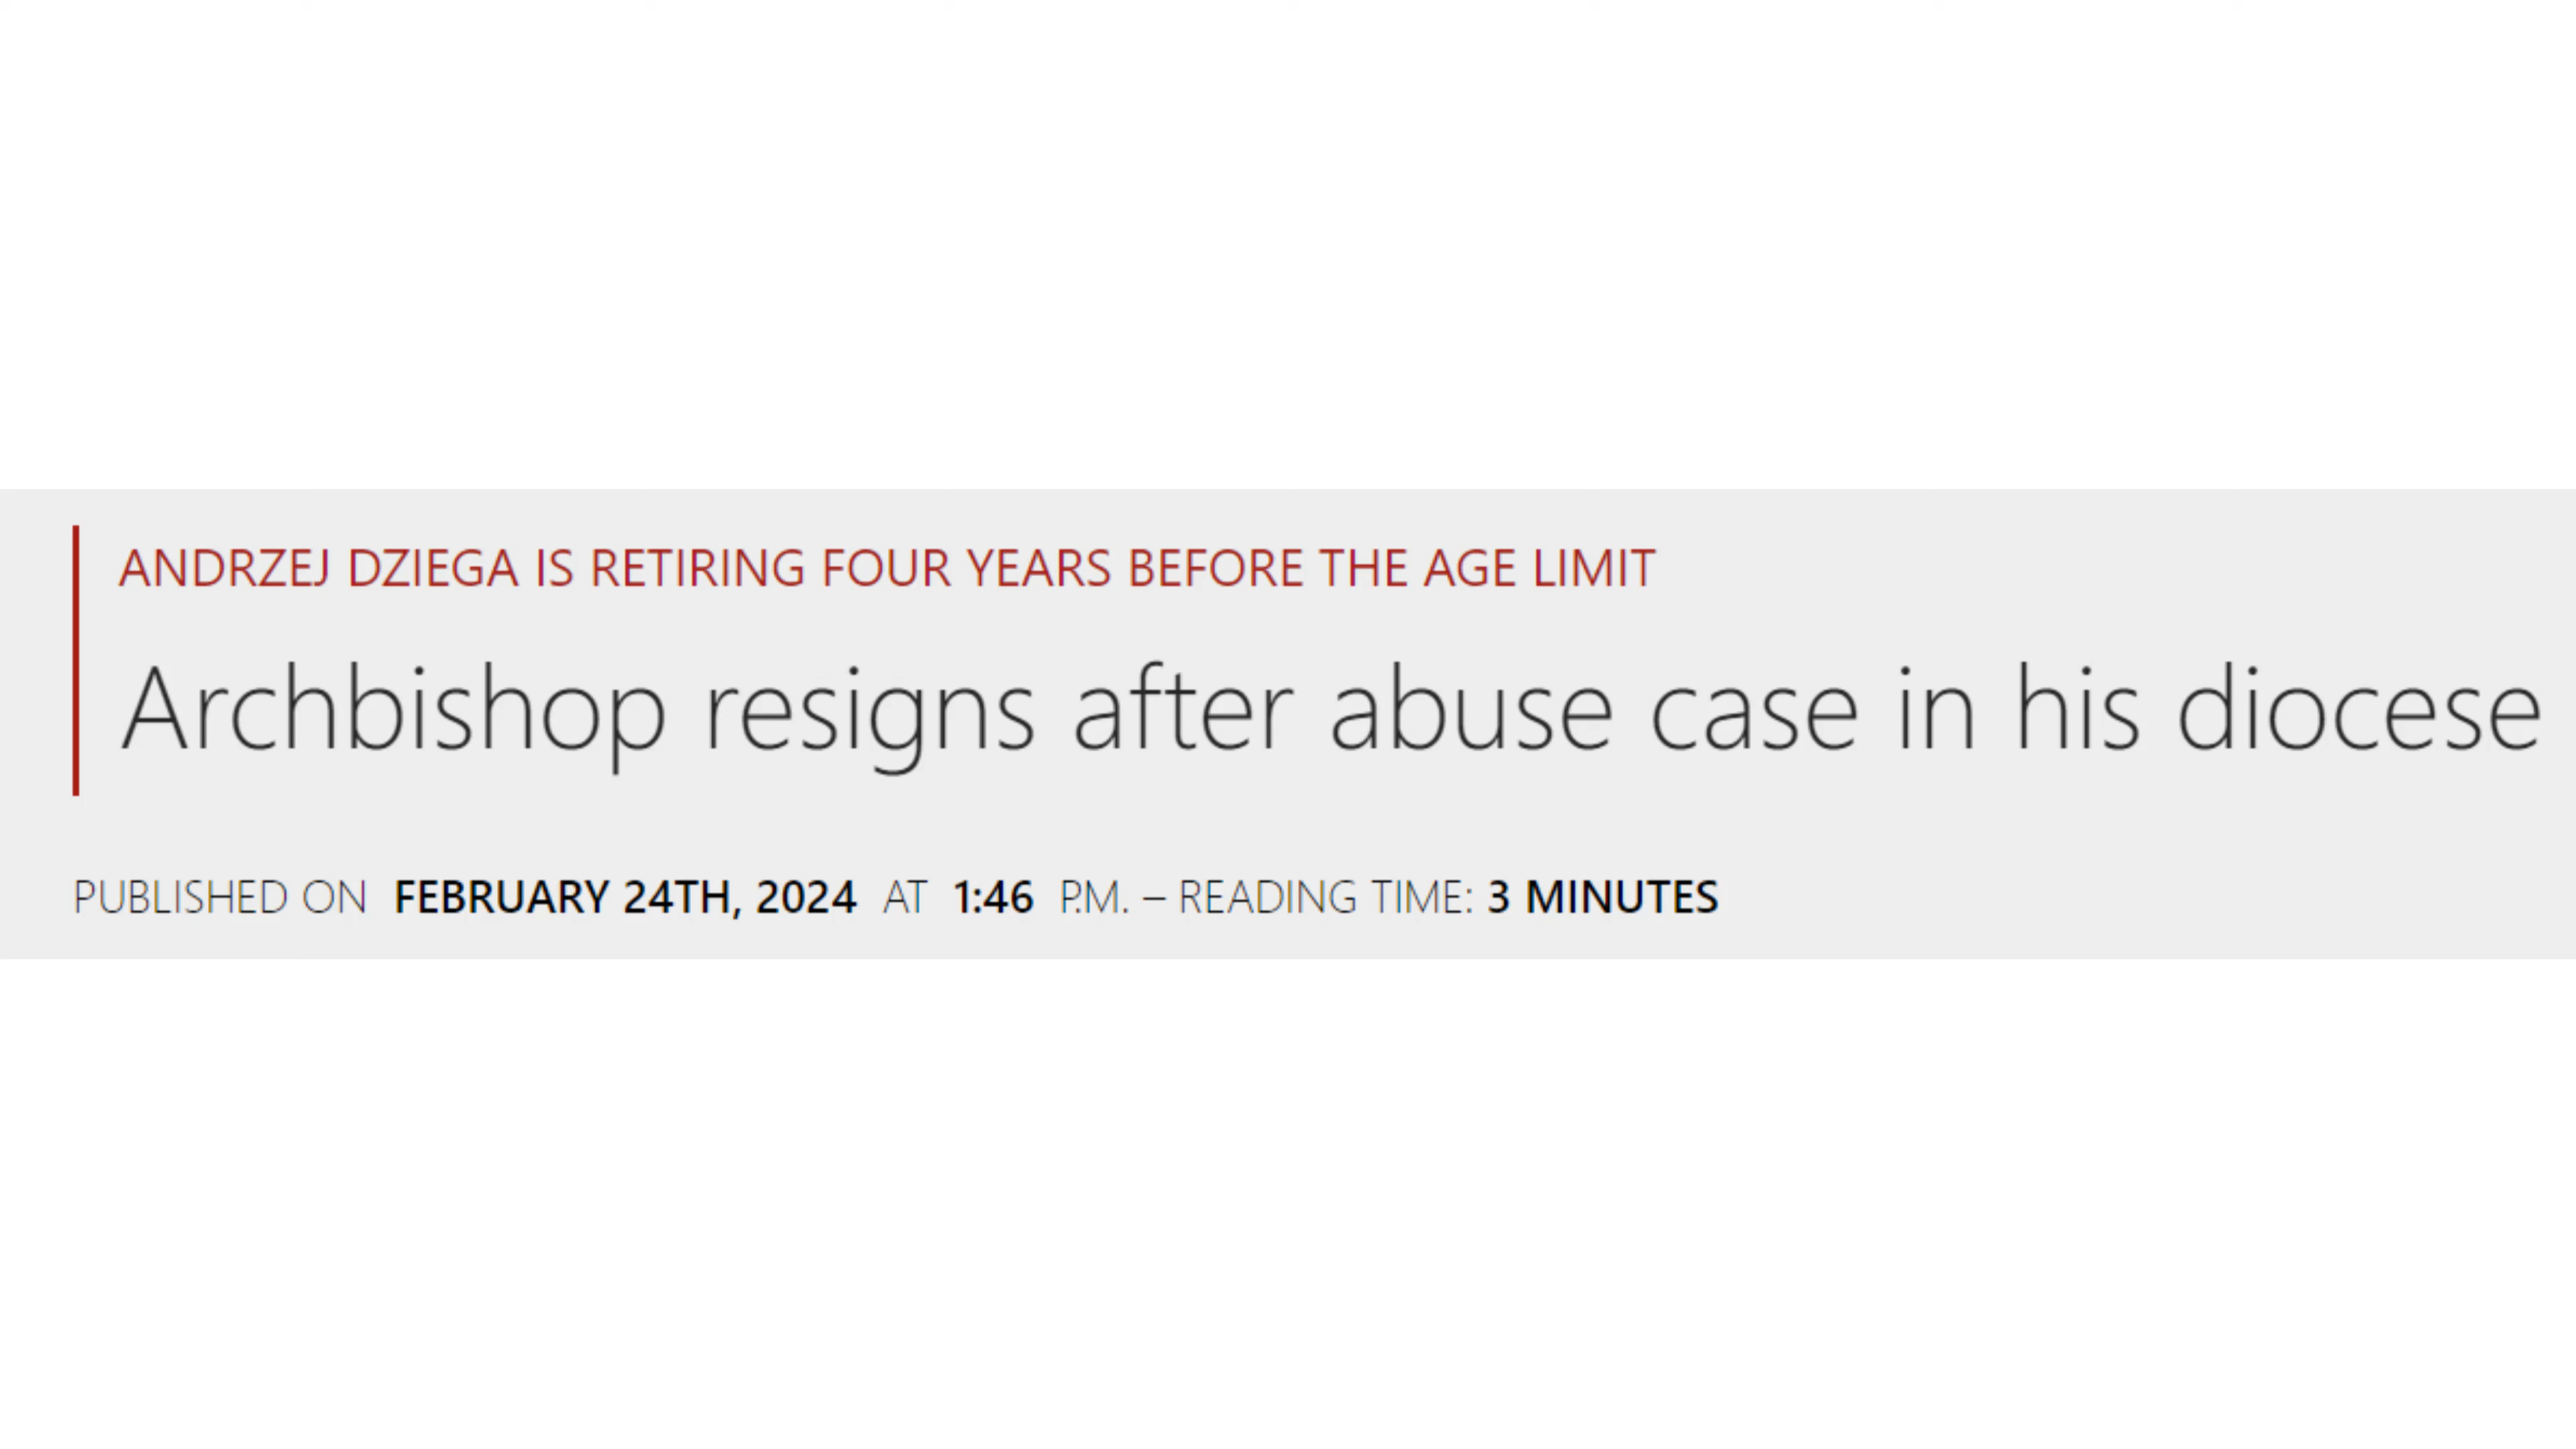 ANDRZEJ DZIEGA IS RETIRING FOUR YEARS BEFORE THE AGE LIMIT
Archbishop resigns after abuse case in his diocese
PUBLISHED ON FEBRUARY 24TH, 2024 AT 1:46 P.M. – READING TIME: 3 MINUTES